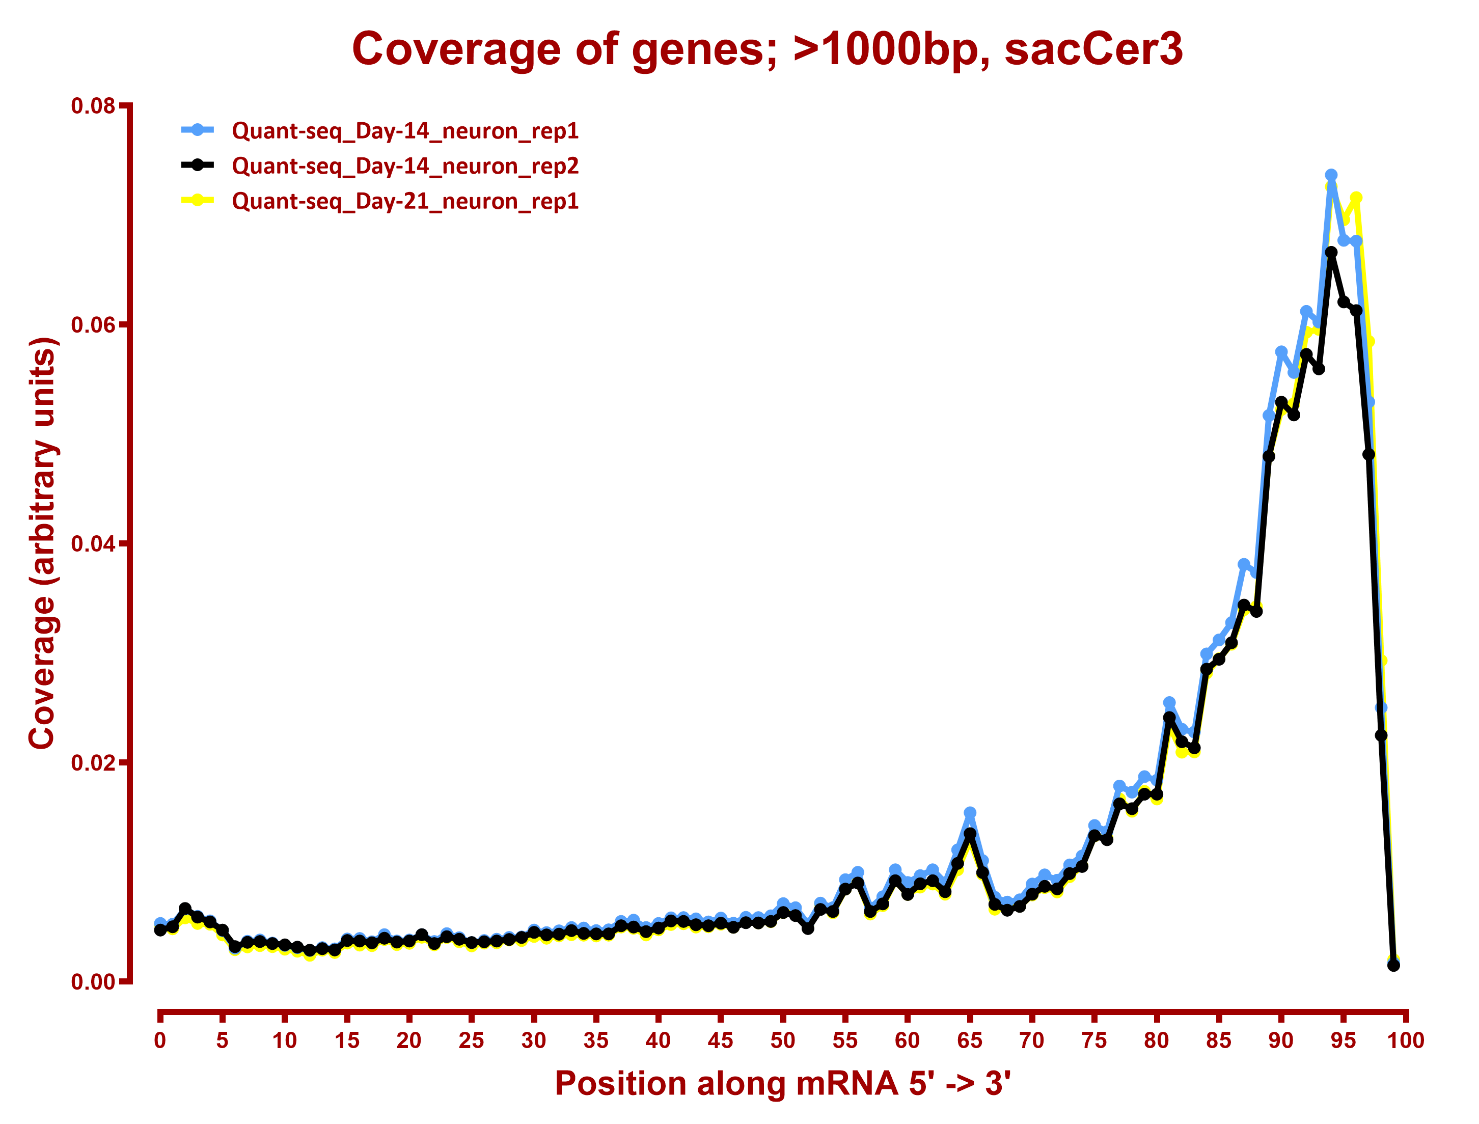 Coverage of genes; >1000bp, sacCer3
Quant-seq_Day-14_neuron_rep1
Quant-seq_Day-14_neuron_rep2
Quant-seq_Day-21_neuron_rep1
Coverage (arbitrary units)
0.08
0.06
0.04
0.02
0.00
0 5 10 15 20 25 30 35 40 45 50 55 60 65 70 75 80 85 90 95 100
Position along mRNA 5' -> 3'